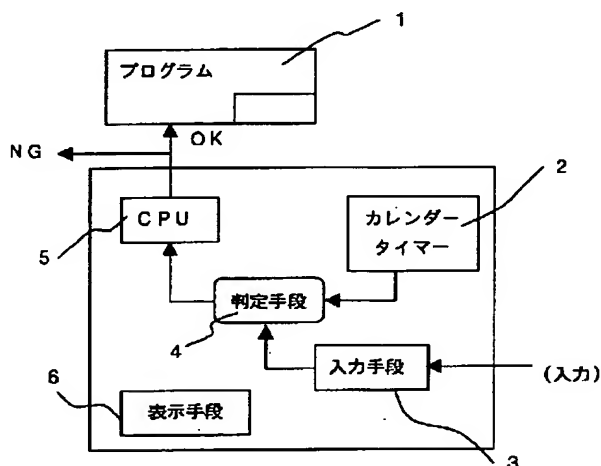 1
プログラム
OK
NG
2
CPU
カレンダー
タイマー
5
判定手段
4
入力手段
(入力)
6
表示手段
3